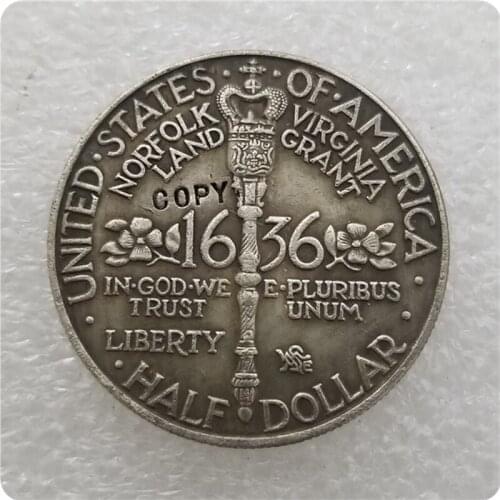 UNITED·STATES·OF·AMERICA
NORFOLK VIRGINIA
LAND GRANT
COPY
1636
IN·GOD·WE E·PLURIBUS
TRUST UNUM
LIBERTY
·HALF·DOLLAR·